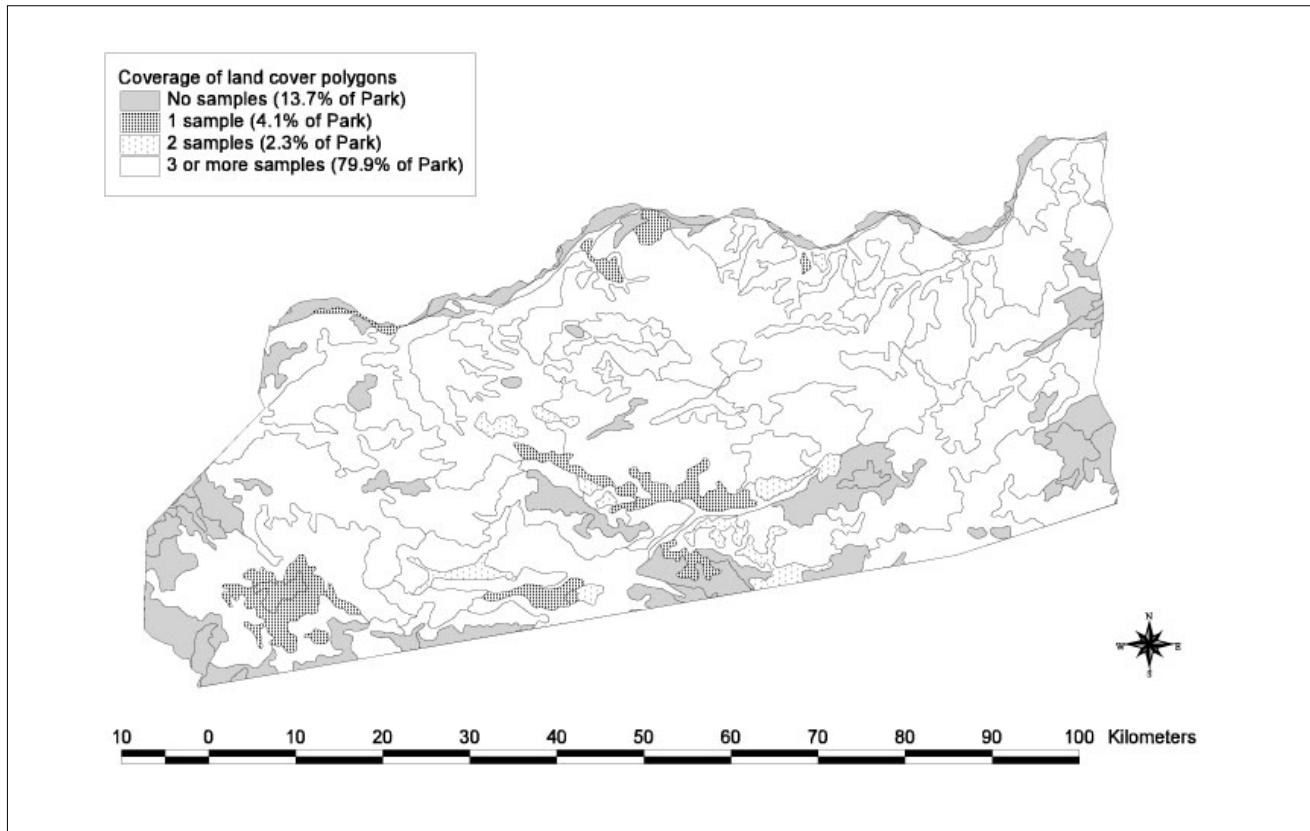 Coverage of land cover polygons
No samples (13.7% of Park)
1 sample (4.1% of Park)
2 samples (2.3% of Park)
3 or more samples (79.9% of Park)
N
W E
S
10 0 10 20 30 40 50 60 70 80 90 100 Kilometers